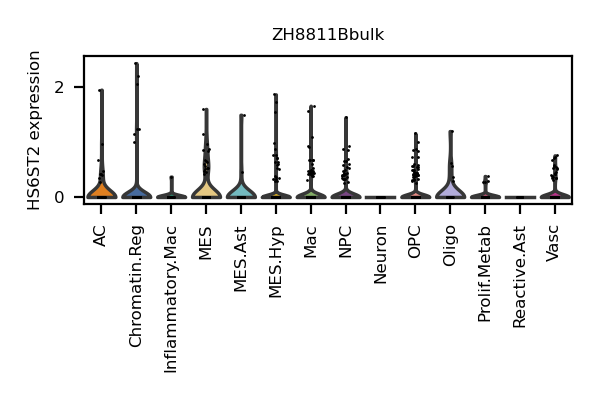 ZH8811Bbulk
HS6ST2 expression
2
0
AC
Chromatin.Reg
Inflammatory.Mac
MES
MES.Ast
MES.Hyp
Mac
NPC
Neuron
OPC
Oligo
Prolif.Metab
Reactive.Ast
Vasc